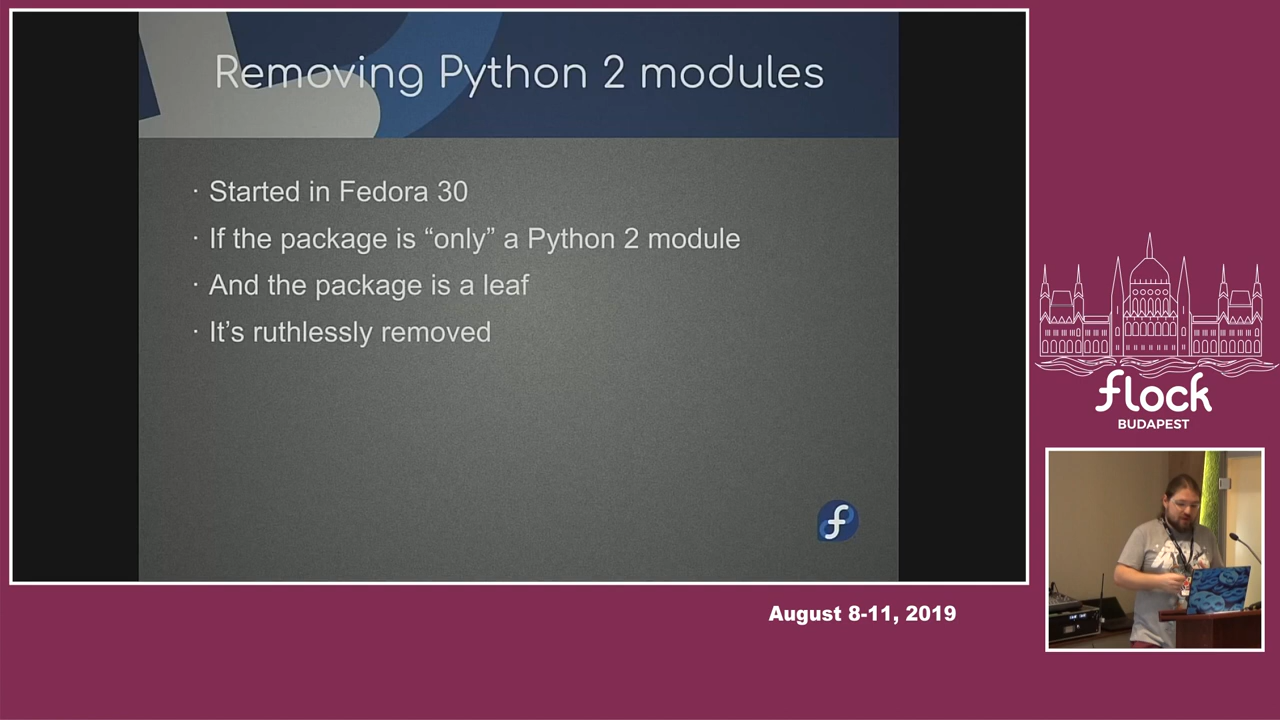 Removing Python 2 modules
· Started in Fedora 30
· If the package is “only” a Python 2 module
· And the package is a leaf
· It’s ruthlessly removed
flock
BUDAPEST
August 8-11, 2019